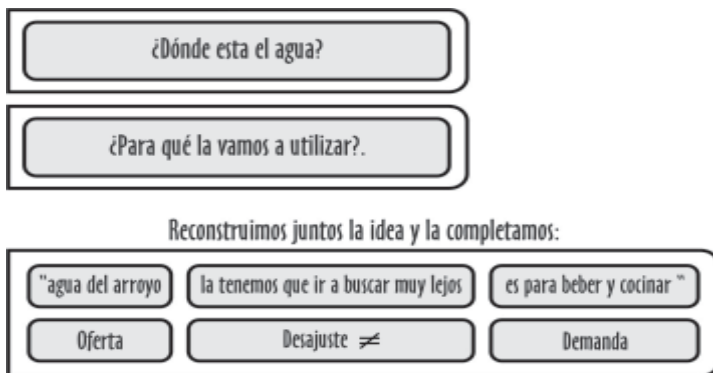 ¿Dónde esta el agua?
¿Para qué la vamos a utilizar?.
Reconstruimos juntos la idea y la completamos:
"agua del arroyo
la tenemos que ir a buscar muy lejos
es para beber y cocinar "
Oferta
Desajuste ≠
Demanda